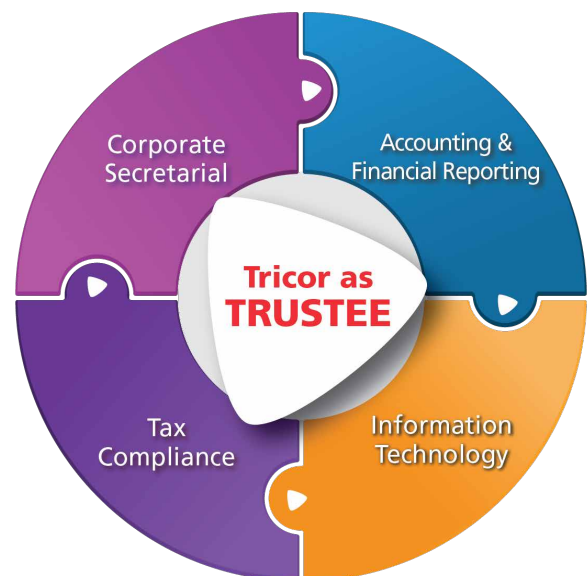 Corporate
Secretarial
Accounting &
Financial Reporting
Tricor as
TRUSTEE
Tax
Compliance
Information
Technology